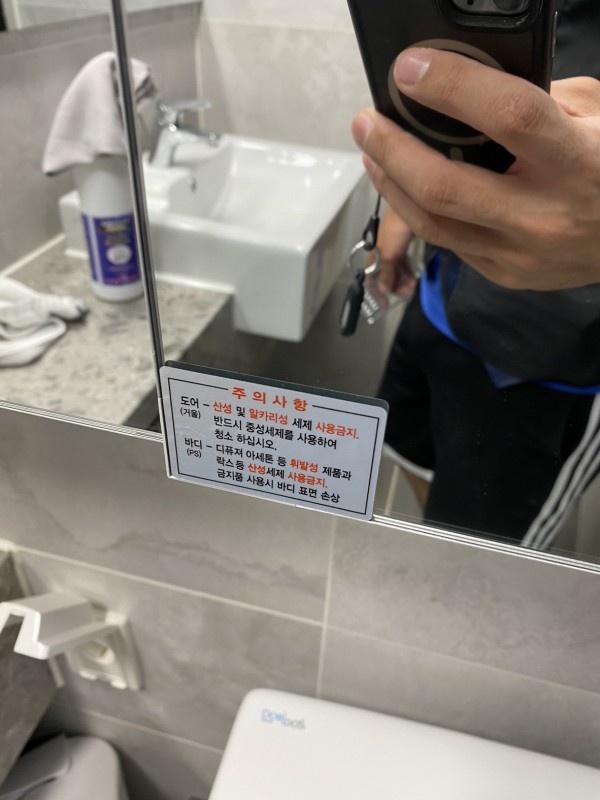 주의사항
도어 – 산성 및 알카리성 세제 사용금지.
(거울) 반드시 중성세제를 사용하여
청소 하십시오.
바디 – 디퓨져 아세톤 등 휘발성 제품과
(PS) 락스등 산성세제 사용금지.
금지품 사용시 바디 표면 손상